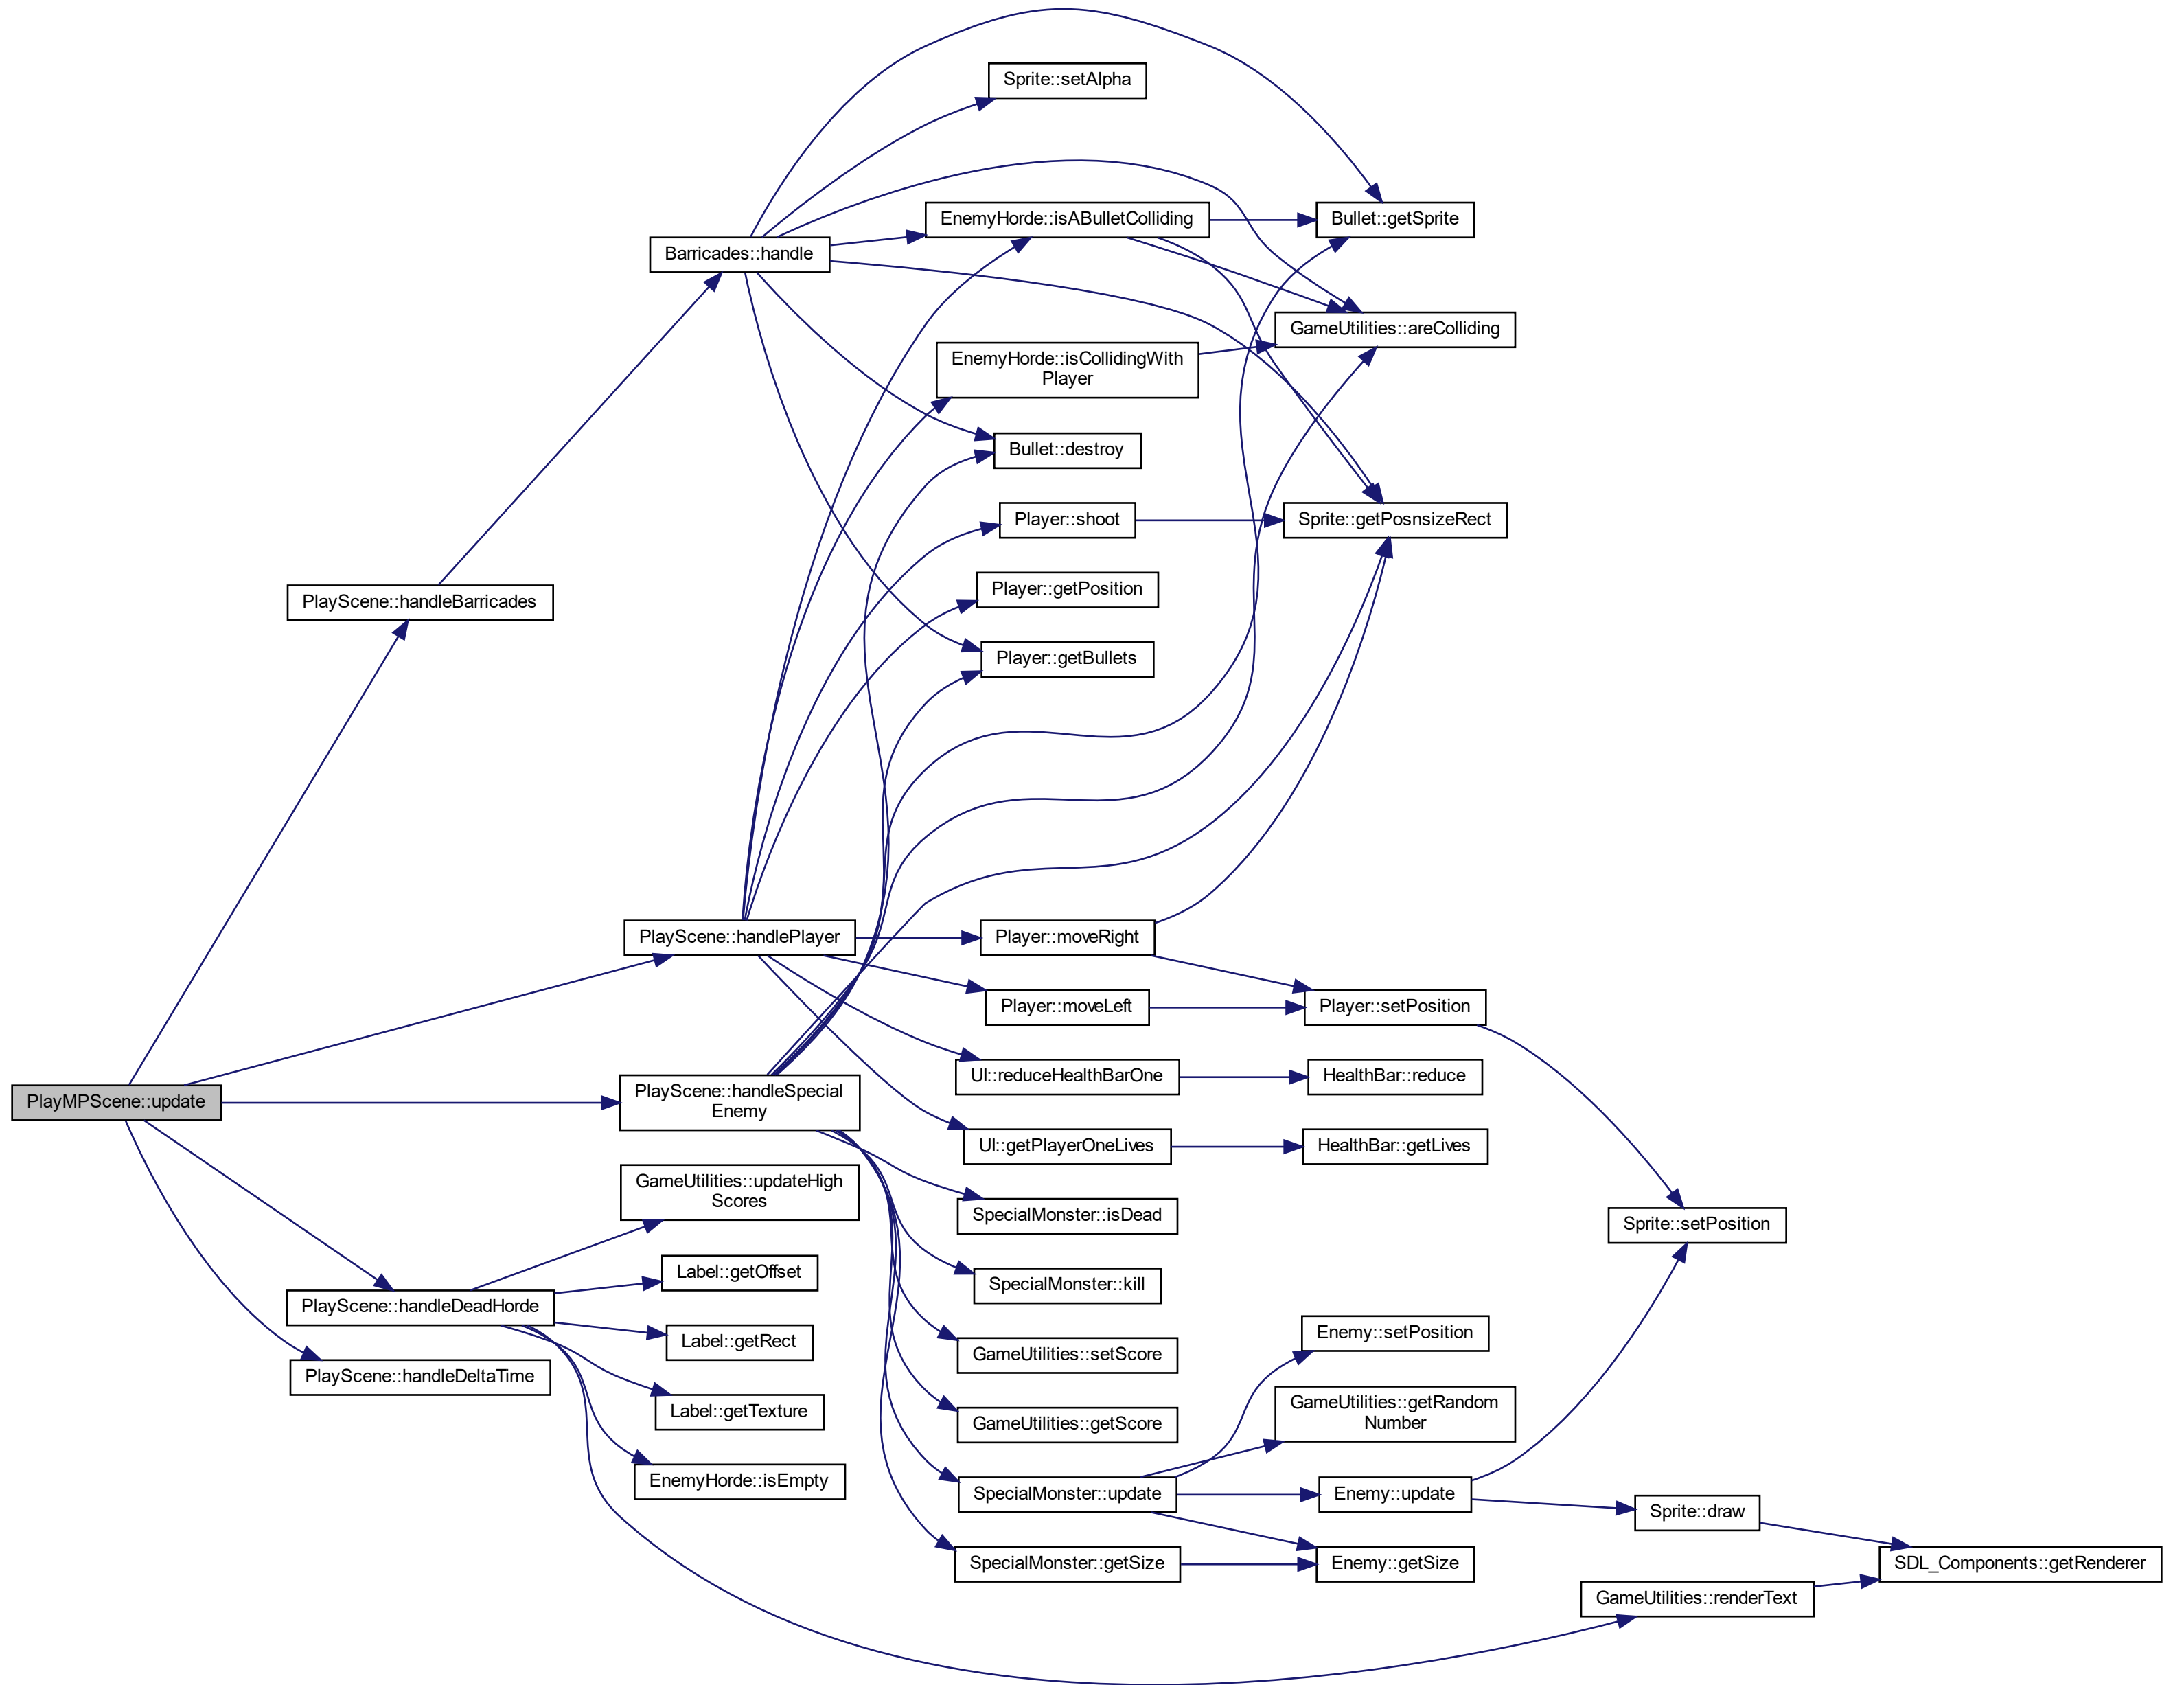 PlayMPScene::update
PlayScene::handleBarricades
Barricades::handle
Sprite::setAlpha
EnemyHorde::isABulletColliding
Bullet::getSprite
GameUtilities::areColliding
EnemyHorde::isCollidingWith
Player
Bullet::destroy
Player::shoot
Sprite::getPosnsizeRect
Player::getPosition
Player::getBullets
PlayScene::handlePlayer
Player::moveRight
Player::moveLeft
Player::setPosition
UI::reduceHealthBarOne
HealthBar::reduce
UI::getPlayerOneLives
HealthBar::getLives
PlayScene::handleSpecial
Enemy
SpecialMonster::isDead
SpecialMonster::kill
GameUtilities::setScore
GameUtilities::getScore
SpecialMonster::update
SpecialMonster::getSize
Sprite::setPosition
Enemy::setPosition
GameUtilities::getRandom
Number
Enemy::update
Enemy::getSize
Sprite::draw
SDL_Components::getRenderer
GameUtilities::renderText
PlayScene::handleDeadHorde
GameUtilities::updateHigh
Scores
Label::getOffset
Label::getRect
Label::getTexture
EnemyHorde::isEmpty
PlayScene::handleDeltaTime